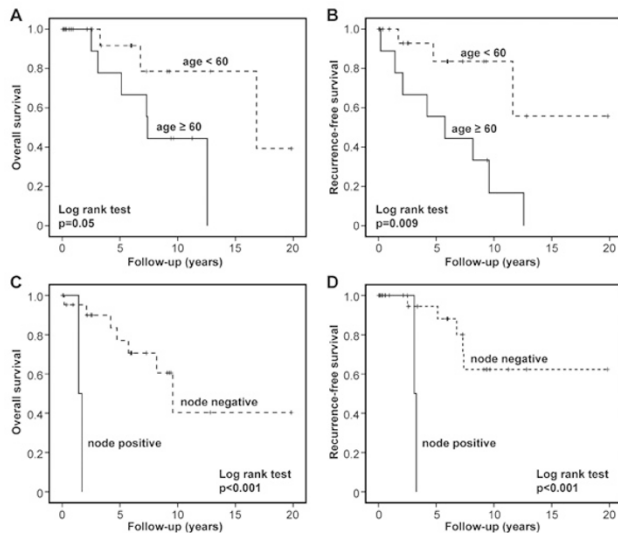 A
Overall survival
1.0
0.8
0.6
0.4
0.2
0
age < 60
age ≥ 60
Log rank test
p=0.05
0 5 10 15 20
Follow-up (years)
B
Recurrence-free survival
1.0
0.8
0.6
0.4
0.2
0
age < 60
age ≥ 60
Log rank test
p=0.009
0 5 10 15 20
Follow-up (years)
C
Overall survival
1.0
0.8
0.6
0.4
0.2
0
node negative
node positive
Log rank test
p<0.001
0 5 10 15 20
Follow-up (years)
D
Recurrence-free survival
1.0
0.8
0.6
0.4
0.2
0
node negative
node positive
Log rank test
p<0.001
0 5 10 15 20
Follow-up (years)